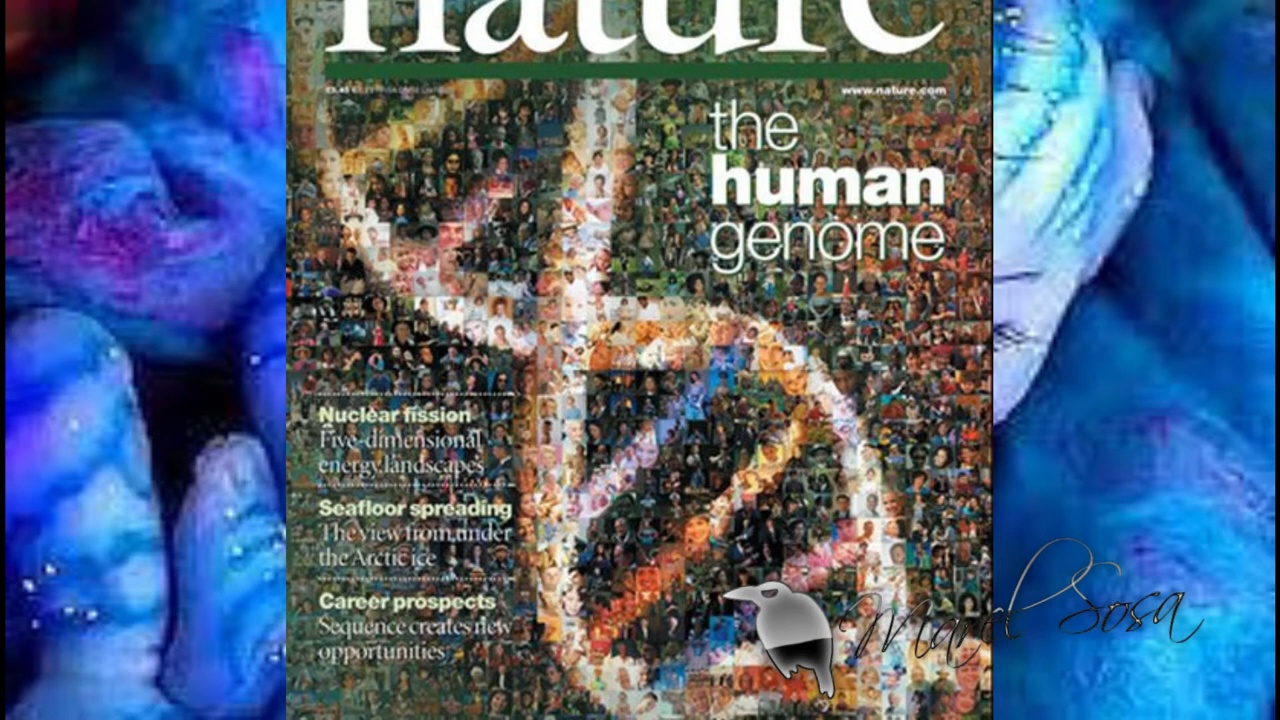 nature
www.nature.com
the
human
genome
Nuclear fission
Five-dimensional
energy landscapes
Seafloor spreading
The view from under
the Arctic ice
Career prospects
Sequence creates new
opportunities
Marel Sosa